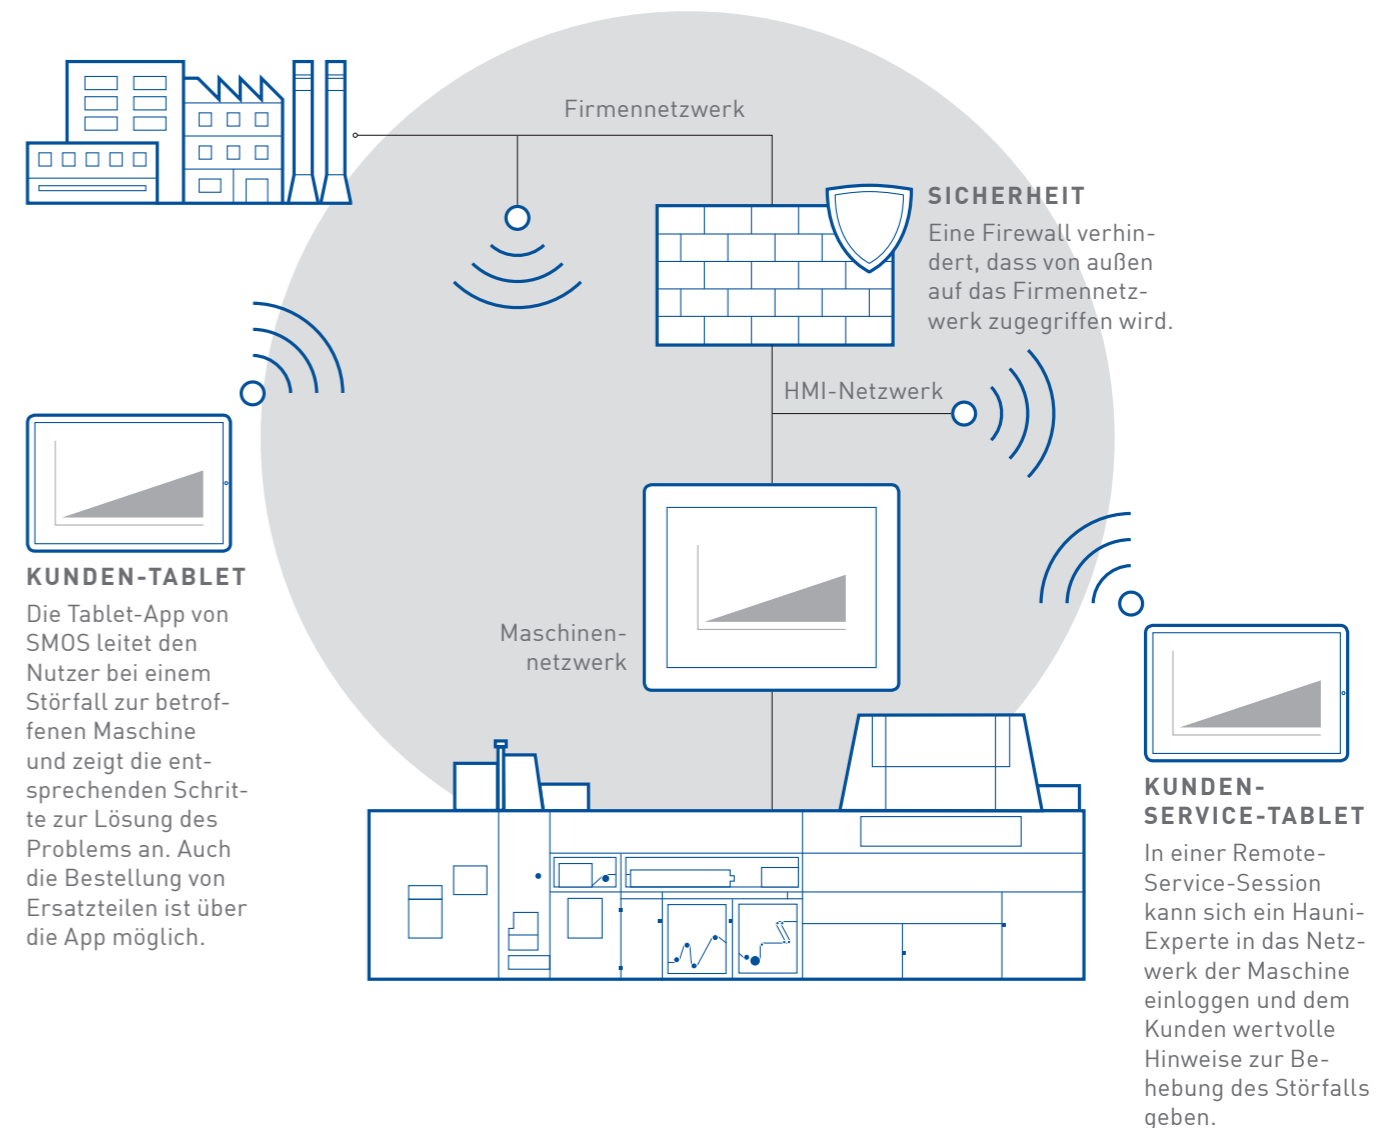 Firmennetzwerk
SICHERHEIT
Eine Firewall verhin-
dert, dass von außen
auf das Firmennetz-
werk zugegriffen wird.
HMI-Netzwerk
KUNDEN-TABLET
Die Tablet-App von
SMOS leitet den
Nutzer bei einem
Störfall zur betrof-
fenen Maschine
und zeigt die ent-
sprechenden Schrit-
te zur Lösung des
Problems an. Auch
die Bestellung von
Ersatzteilen ist über
die App möglich.
Maschinen-
netzwerk
KUNDEN-
SERVICE-TABLET
In einer Remote-
Service-Session
kann sich ein Hauni-
Experte in das Netz-
werk der Maschine
einloggen und dem
Kunden wertvolle
Hinweise zur Be-
hebung des Störfalls
geben.